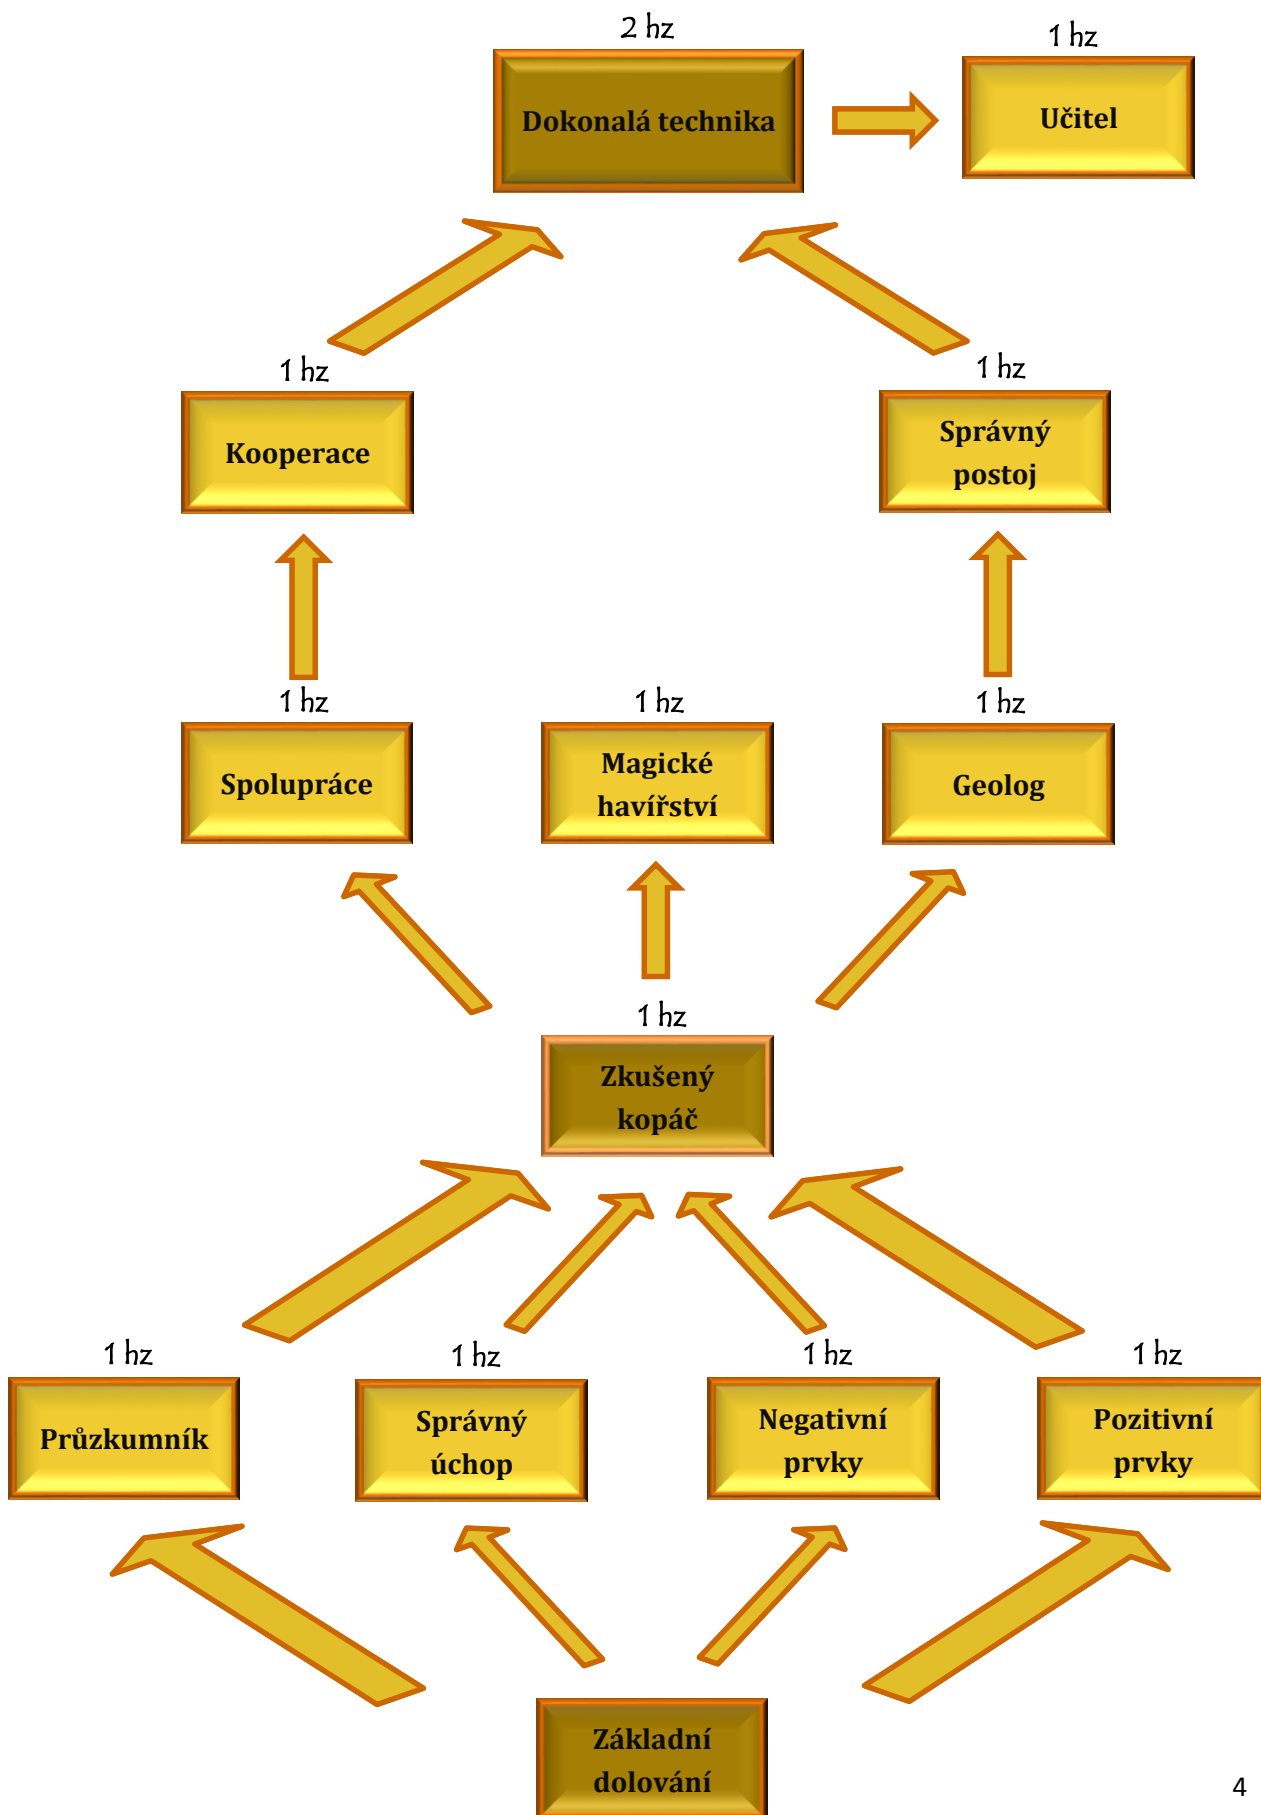 2 hz
1 hz
Dokonalá technika
Učitel
1 hz
1 hz
Kooperace
Správný
postoj
1 hz
1 hz
1 hz
Spolupráce
Magické
havířství
Geolog
1 hz
Zkušený
kopáč
1 hz
1 hz
1 hz
1 hz
Průzkumník
Správný
úchop
Negativní
prvky
Pozitivní
prvky
Základní
dolování
4